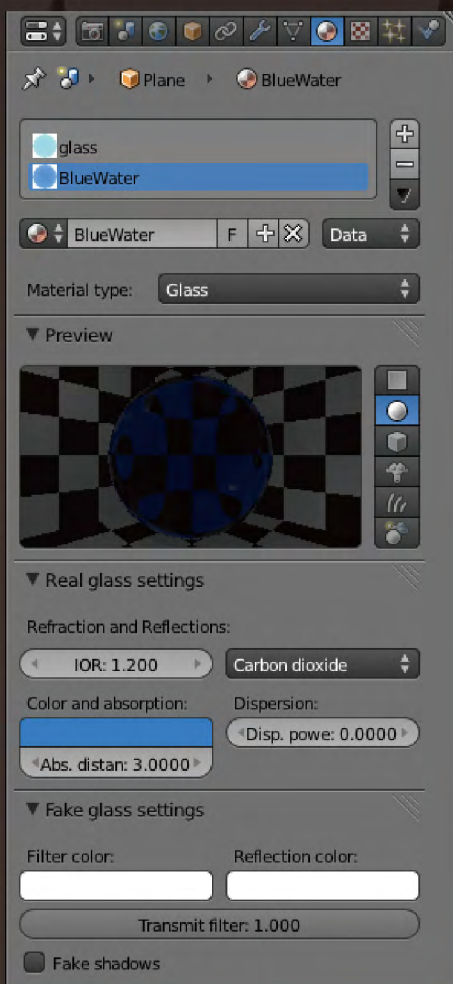 Plane BlueWater
glass
BlueWater
BlueWater F Data
Material type: Glass
Preview
Real glass settings
Refraction and Reflections:
IOR: 1.200 Carbon dioxide
Color and absorption: Dispersion:
Disp. powe: 0.0000
Abs. distan: 3.0000
Fake glass settings
Filter color: Reflection color:
Transmit filter: 1.000
Fake shadows